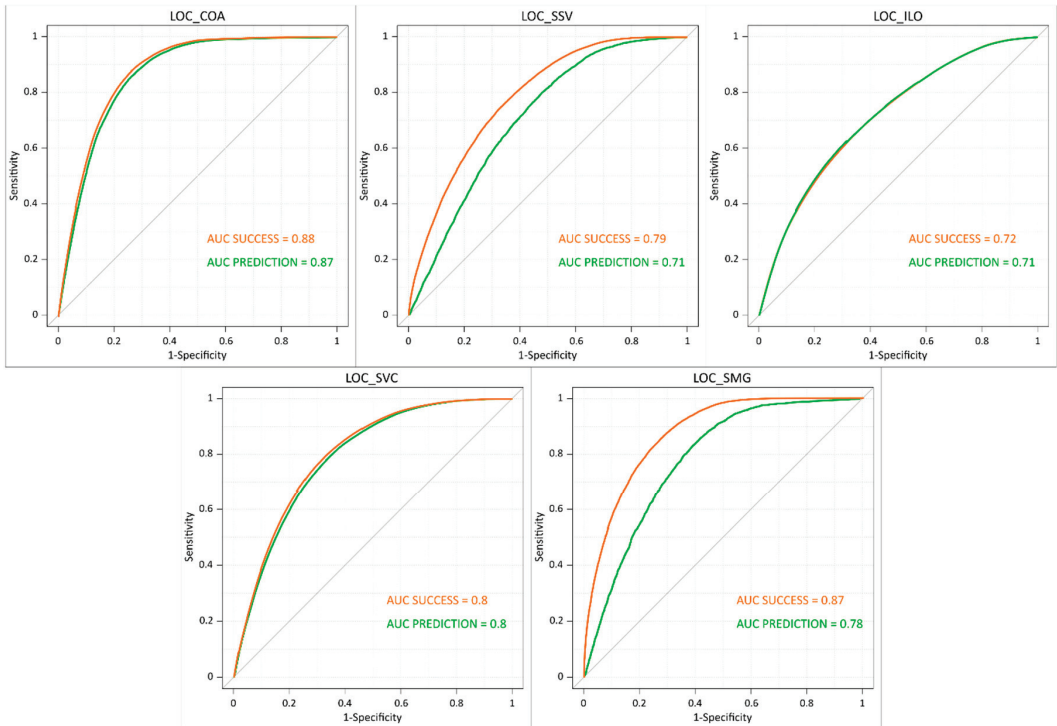 LOC_COA
1
0.8
0.6
0.4
0.2
0
Sensitivity
AUC SUCCESS = 0.88
AUC PREDICTION = 0.87
0 0.2 0.4 0.6 0.8 1
1-Specificity
LOC_SSV
1
0.8
0.6
0.4
0.2
0
Sensitivity
AUC SUCCESS = 0.79
AUC PREDICTION = 0.71
0 0.2 0.4 0.6 0.8 1
1-Specificity
LOC_ILO
1
0.8
0.6
0.4
0.2
0
Sensitivity
AUC SUCCESS = 0.72
AUC PREDICTION = 0.71
0 0.2 0.4 0.6 0.8 1
1-Specificity
LOC_SVC
1
0.8
0.6
0.4
0.2
0
Sensitivity
AUC SUCCESS = 0.8
AUC PREDICTION = 0.8
0 0.2 0.4 0.6 0.8 1
1-Specificity
LOC_SMG
1
0.8
0.6
0.4
0.2
0
Sensitivity
AUC SUCCESS = 0.87
AUC PREDICTION = 0.78
0 0.2 0.4 0.6 0.8 1
1-Specificity